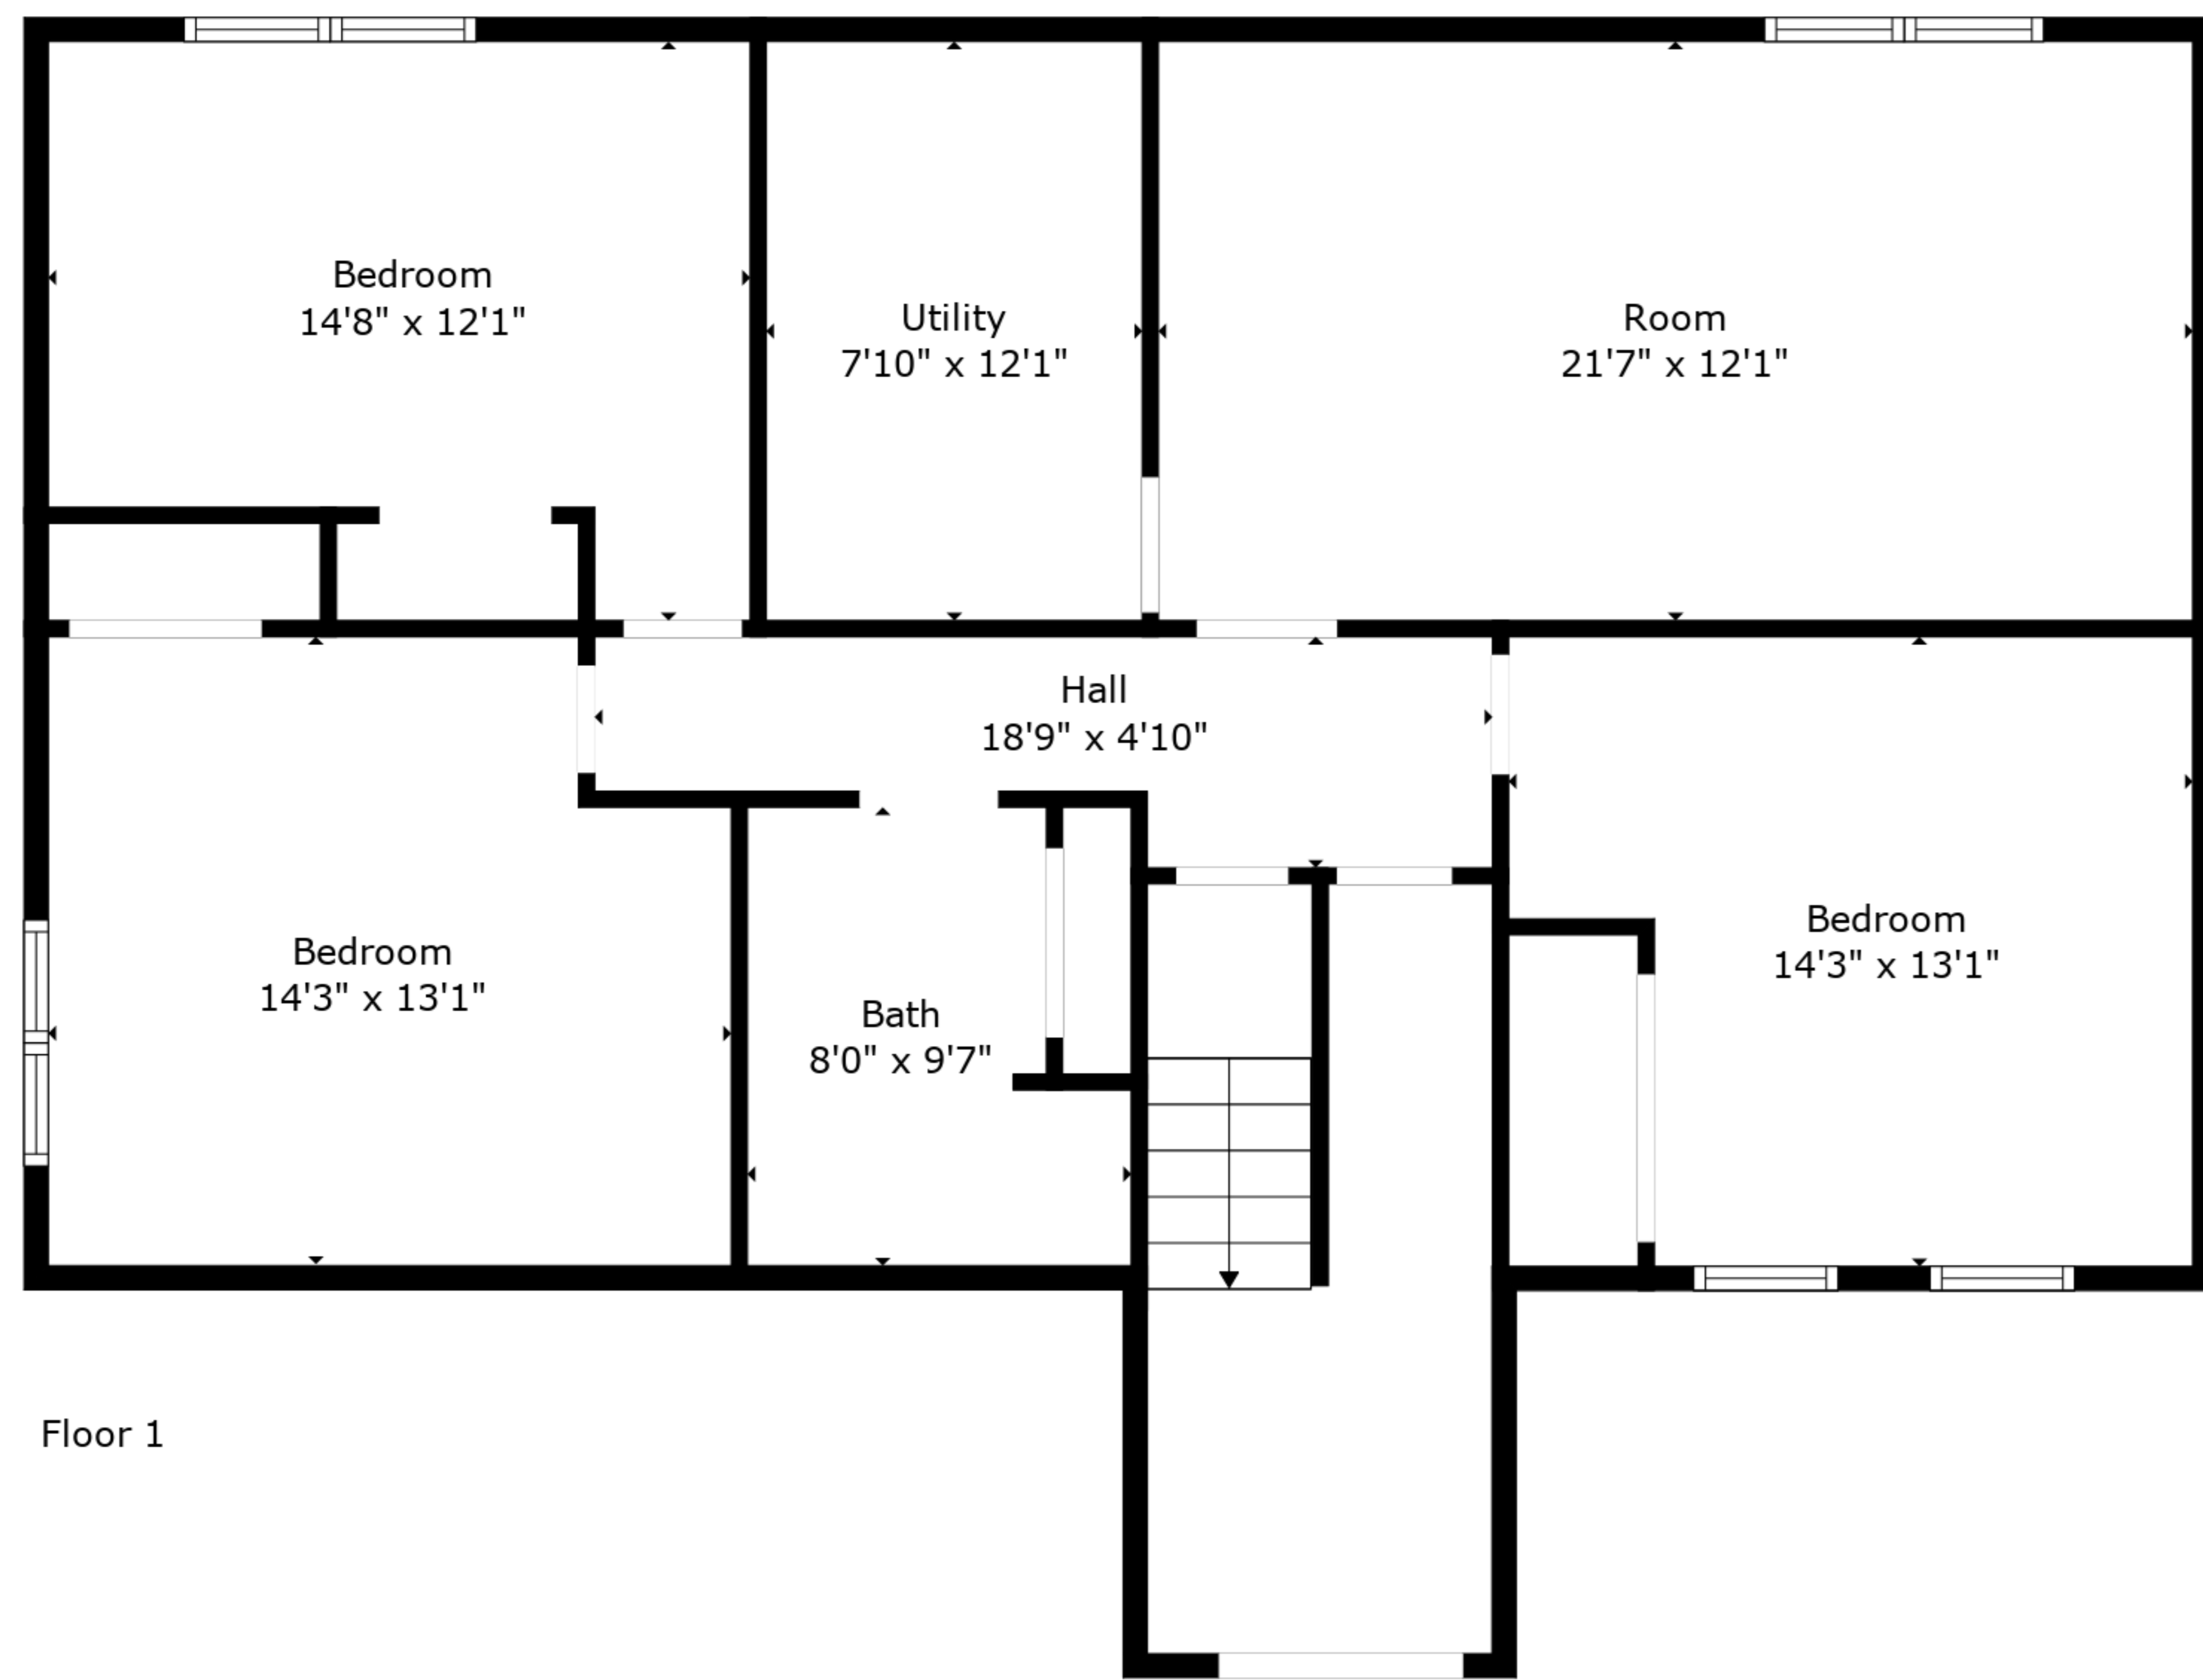 Bedroom
14'8" x 12'1"
Utility
7'10" x 12'1"
Room
21'7" x 12'1"
Hall
18'9" x 4'10"
Bedroom
14'3" x 13'1"
Bath
8'0" x 9'7"
Bedroom
14'3" x 13'1"
Floor 1